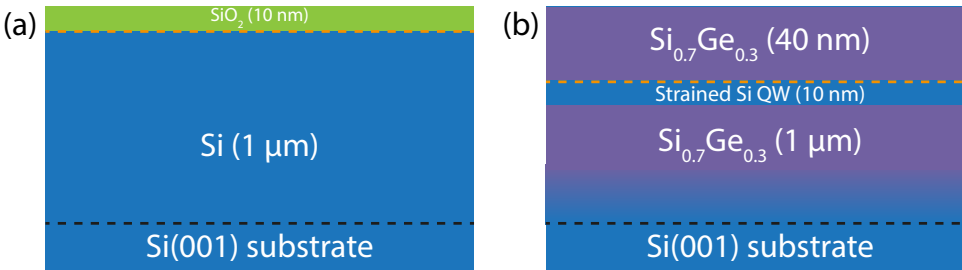 (a)
SiO₂ (10 nm)
Si (1 μm)
Si(001) substrate
(b)
Si₀.₇Ge₀.₃ (40 nm)
Strained Si QW (10 nm)
Si₀.₇Ge₀.₃ (1 μm)
Si(001) substrate